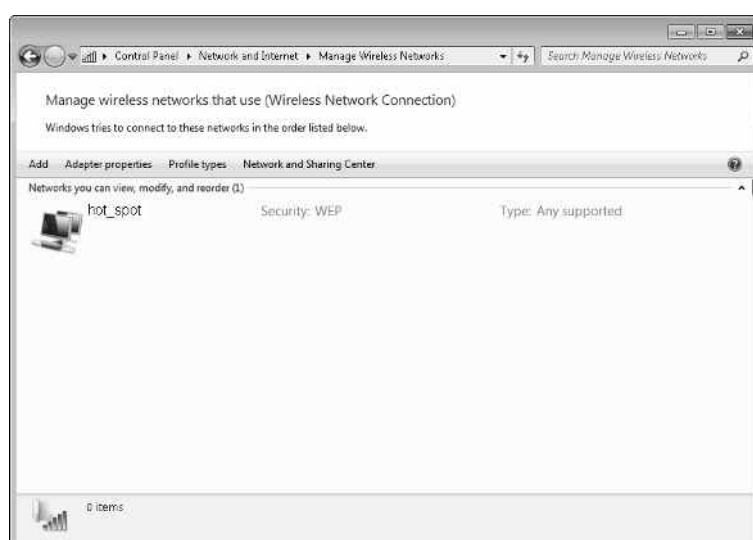 Control Panel ▸ Network and Internet ▸ Manage Wireless Networks
Search Manage Wireless Networks
Manage wireless networks that use (Wireless Network Connection)
Windows tries to connect to these networks in the order listed below.
Add Adapter properties Profile types Network and Sharing Center
Networks you can view, modify, and reorder (1)
hot_spot Security: WEP Type: Any supported
0 items